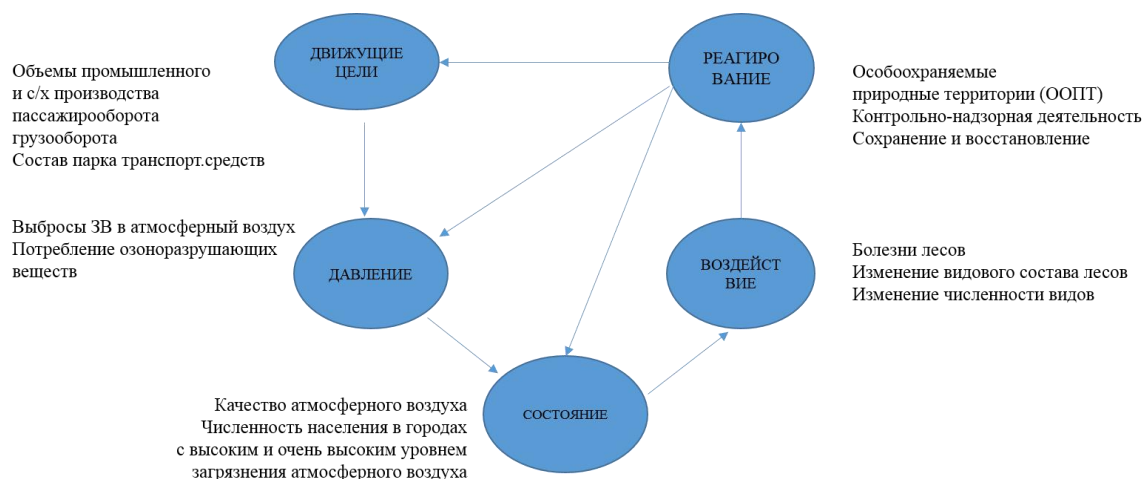 ДВИЖУЩИЕ
ЦЕЛИ
РЕАГИРО
ВАНИЕ
Объемы промышленного
и с/х производства
пассажирооборота
грузооборота
Состав парка транспорт.средств
Особоохраняемые
природные территории (ООПТ)
Контрольно-надзорная деятельность
Сохранение и восстановление
Выбросы ЗВ в атмосферный воздух
Потребление озоноразрушающих
веществ
ДАВЛЕНИЕ
ВОЗДЕЙСТ
ВИЕ
Болезни лесов
Изменение видового состава лесов
Изменение численности видов
Качество атмосферного воздуха
Численность населения в городах
с высоким и очень высоким уровнем
загрязнения атмосферного воздуха
СОСТОЯНИЕ